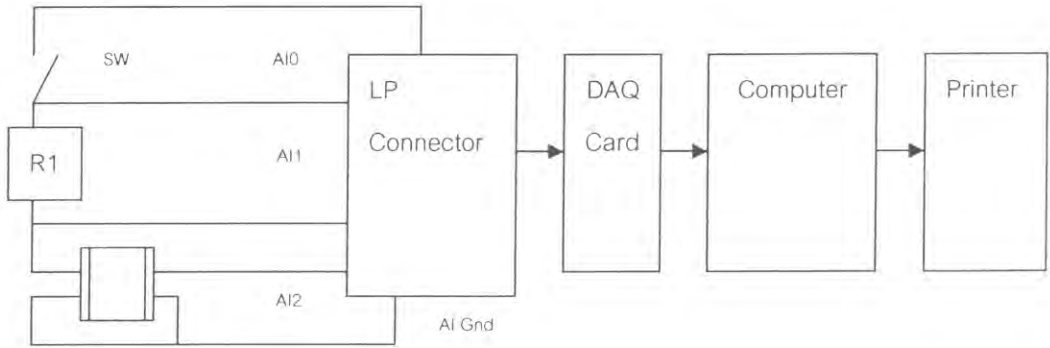 SW
AI0
LP
Connector
DAQ
Card
Computer
Printer
R1
AI1
AI2
AI Gnd